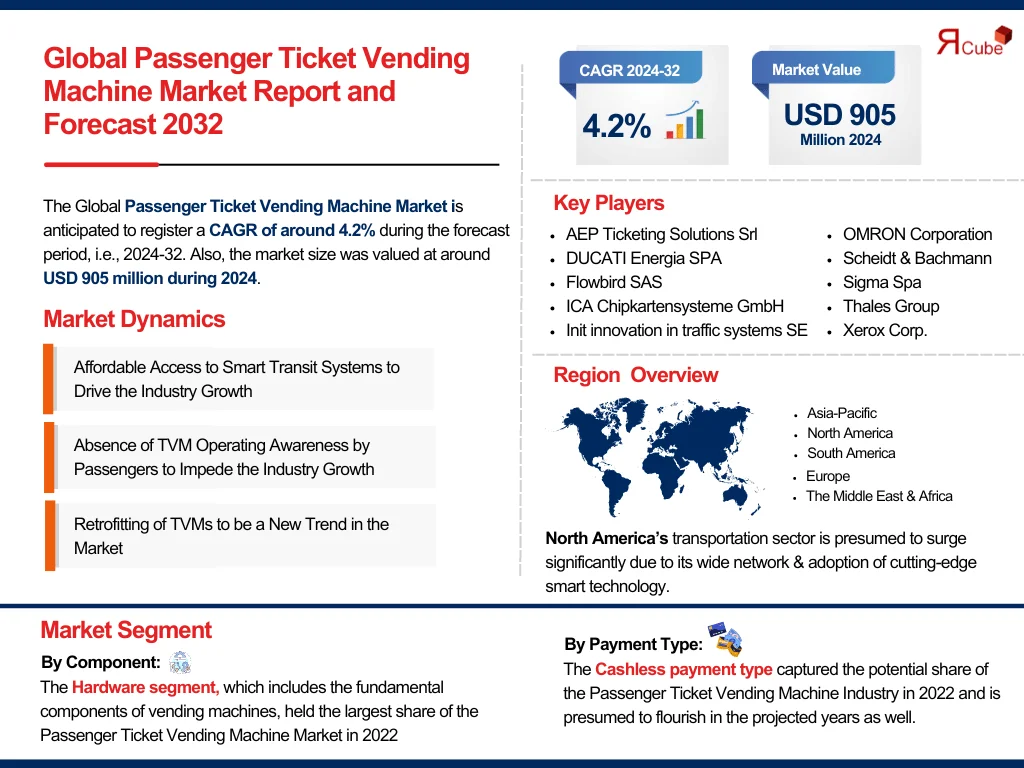 Global Passenger Ticket Vending
Machine Market Report and
Forecast 2032
The Global Passenger Ticket Vending Machine Market is
anticipated to register a CAGR of around 4.2% during the forecast
period, i.e., 2024-32. Also, the market size was valued at around
USD 905 million during 2024.
Market Dynamics
Affordable Access to Smart Transit Systems to
Drive the Industry Growth
Absence of TVM Operating Awareness by
Passengers to Impede the Industry Growth
Retrofitting of TVMs to be a New Trend in the
Market
CAGR 2024-32
4.2%
Market Value
USD 905
Million 2024
ЯCube
Key Players
• AEP Ticketing Solutions Srl
• DUCATI Energia SPA
• Flowbird SAS
• ICA Chipkartensysteme GmbH
• Init innovation in traffic systems SE
• OMRON Corporation
• Scheidt & Bachmann
• Sigma Spa
• Thales Group
• Xerox Corp.
Region Overview
• Asia-Pacific
• North America
• South America
• Europe
• The Middle East & Africa
North America's transportation sector is presumed to surge
significantly due to its wide network & adoption of cutting-edge
smart technology.
Market Segment
By Component:
The Hardware segment, which includes the fundamental
components of vending machines, held the largest share of the
Passenger Ticket Vending Machine Market in 2022
By Payment Type:
The Cashless payment type captured the potential share of
the Passenger Ticket Vending Machine Industry in 2022 and is
presumed to flourish in the projected years as well.